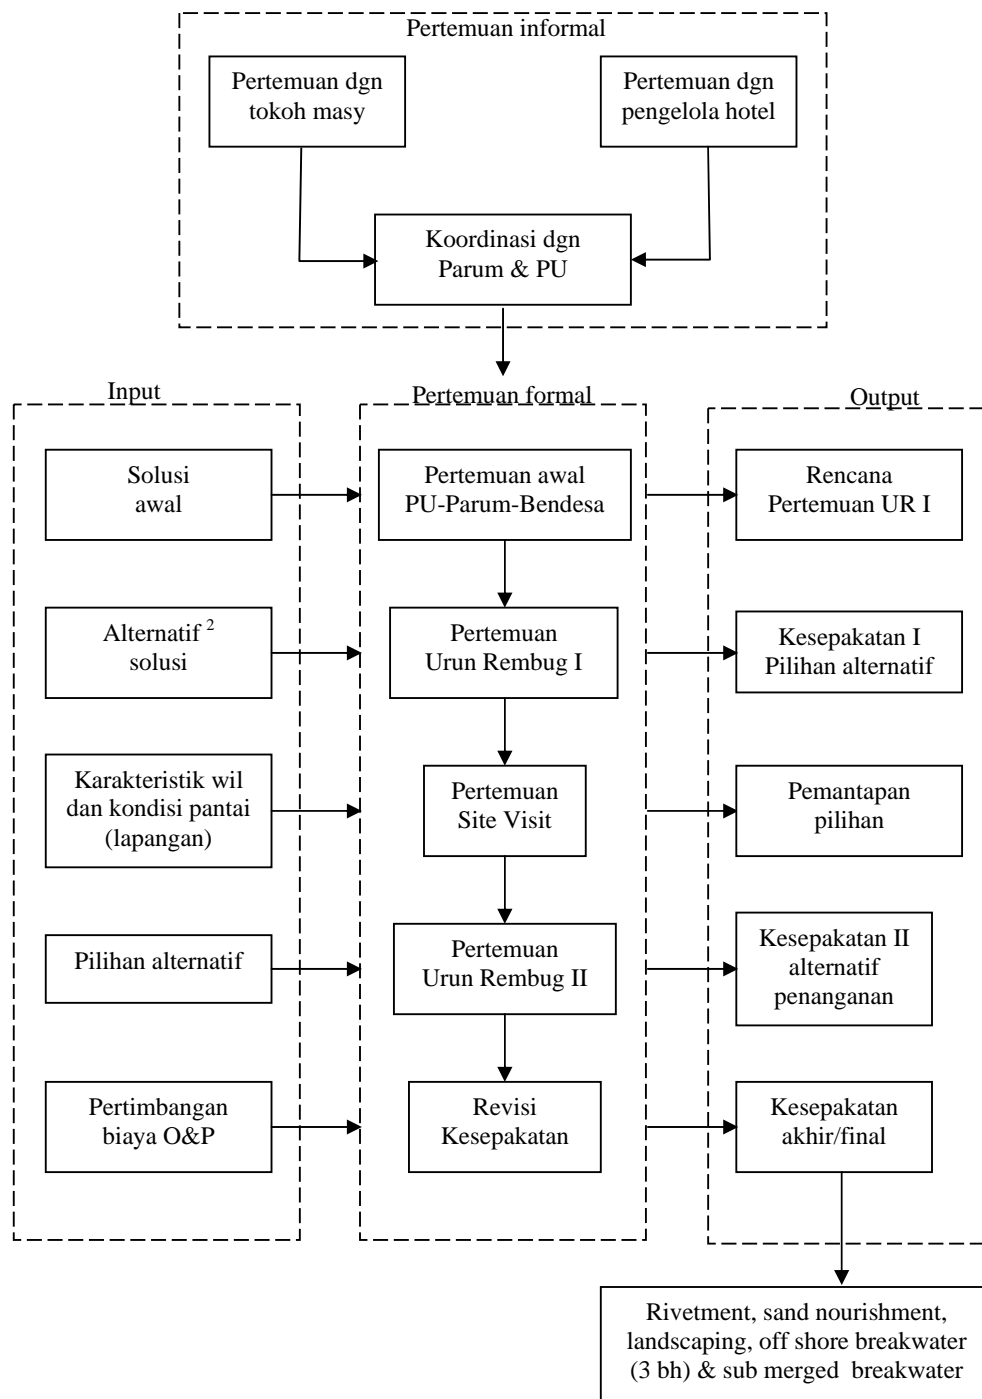 Pertemuan informal
Pertemuan dgn
tokoh masy
Pertemuan dgn
pengelola hotel
Koordinasi dgn
Parum & PU
Input
Pertemuan formal
Output
Solusi
awal
Pertemuan awal
PU-Parum-Bendesa
Rencana
Pertemuan UR I
Alternatif ²
solusi
Pertemuan
Urun Rembug I
Kesepakatan I
Pilihan alternatif
Karakteristik wil
dan kondisi pantai
(lapangan)
Pertemuan
Site Visit
Pemantapan
pilihan
Pilihan alternatif
Pertemuan
Urun Rembug II
Kesepakatan II
alternatif
penanganan
Pertimbangan
biaya O&P
Revisi
Kesepakatan
Kesepakatan
akhir/final
Rivetment, sand nourishment,
landscaping, off shore breakwater
(3 bh) & sub merged breakwater